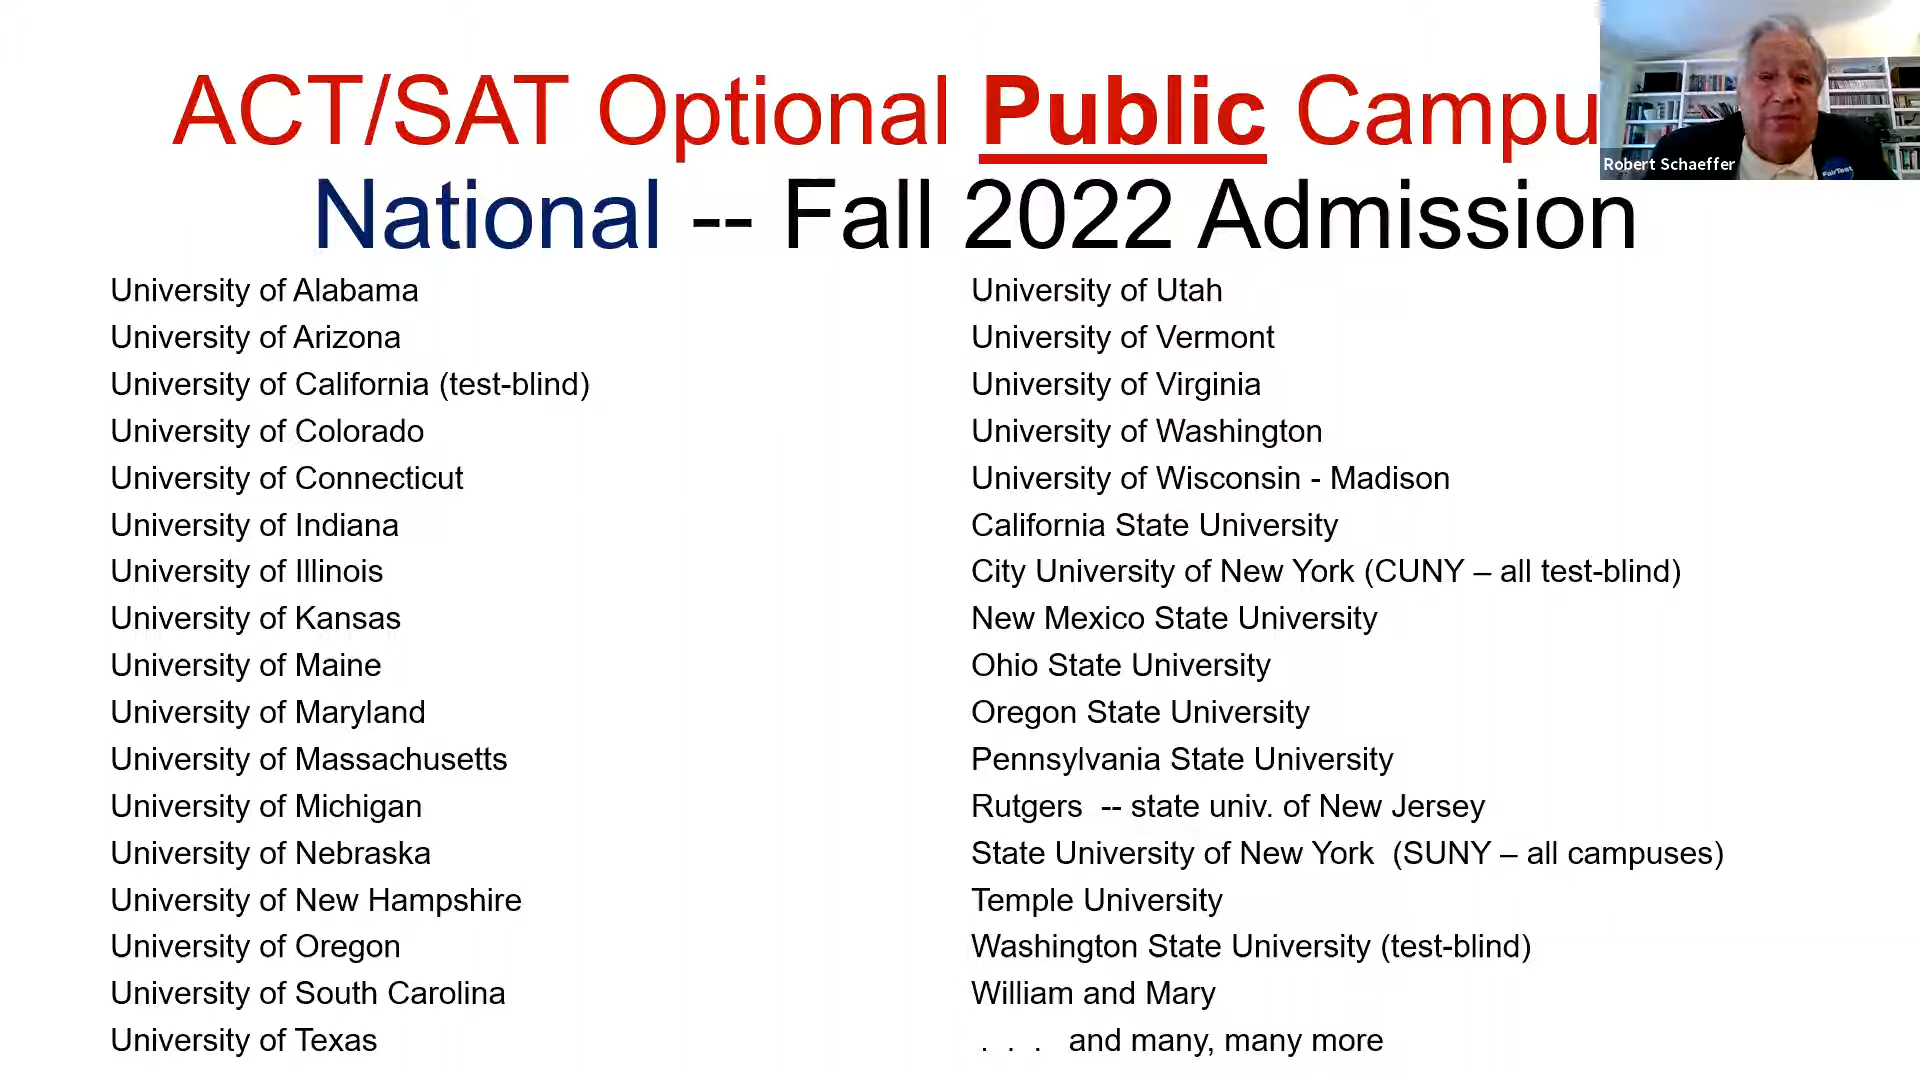 ACT/SAT Optional Public Campu
National -- Fall 2022 Admission
Robert Schaeffer
FairTest
University of Alabama
University of Arizona
University of California (test-blind)
University of Colorado
University of Connecticut
University of Indiana
University of Illinois
University of Kansas
University of Maine
University of Maryland
University of Massachusetts
University of Michigan
University of Nebraska
University of New Hampshire
University of Oregon
University of South Carolina
University of Texas
University of Utah
University of Vermont
University of Virginia
University of Washington
University of Wisconsin - Madison
California State University
City University of New York (CUNY – all test-blind)
New Mexico State University
Ohio State University
Oregon State University
Pennsylvania State University
Rutgers -- state univ. of New Jersey
State University of New York (SUNY – all campuses)
Temple University
Washington State University (test-blind)
William and Mary
. . . and many, many more